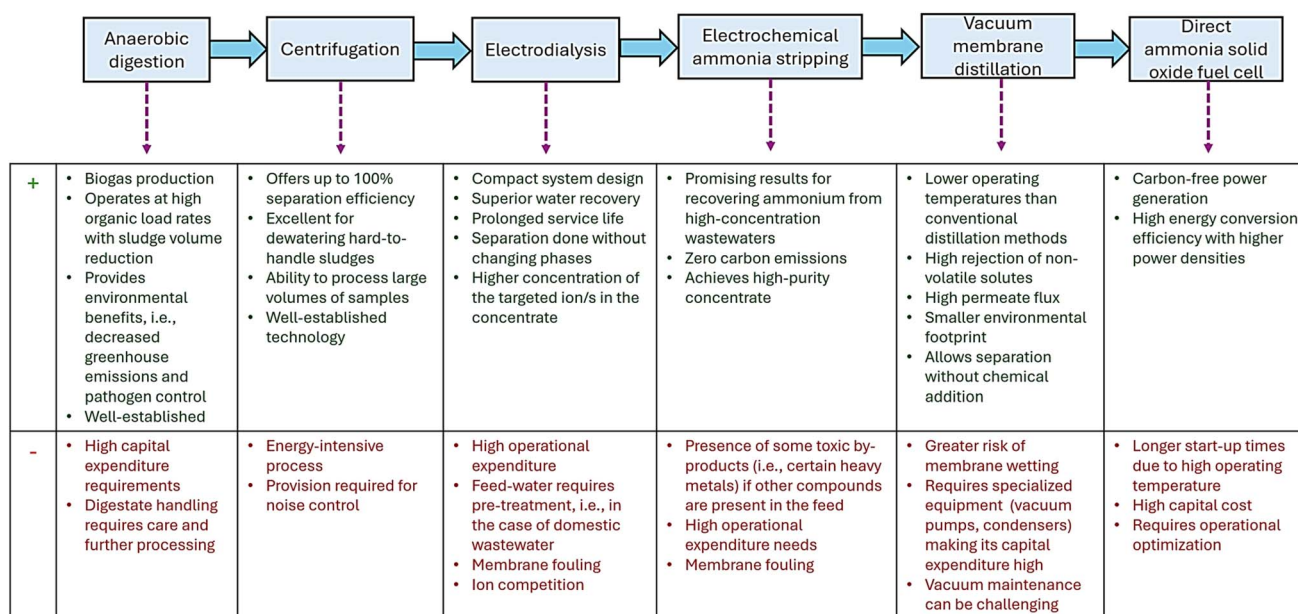 Anaerobic
digestion
Centrifugation
Electrodialysis
Electrochemical
ammonia stripping
Vacuum
membrane
distillation
Direct
ammonia solid
oxide fuel cell
+
• Biogas production
• Operates at high
organic load rates
with sludge volume
reduction
• Provides
environmental
benefits, i.e.,
decreased
greenhouse
emissions and
pathogen control
• Well-established
• Offers up to 100%
separation efficiency
• Excellent for
dewatering hard-to-
handle sludges
• Ability to process large
volumes of samples
• Well-established
technology
• Compact system design
• Superior water recovery
• Prolonged service life
• Separation done without
changing phases
• Higher concentration of
the targeted ion/s in the
concentrate
• Promising results for
recovering ammonium from
high-concentration
wastewaters
• Zero carbon emissions
• Achieves high-purity
concentrate
• Lower operating
temperatures than
conventional
distillation methods
• High rejection of non-
volatile solutes
• High permeate flux
• Smaller environmental
footprint
• Allows separation
without chemical
addition
• Carbon-free power
generation
• High energy conversion
efficiency with higher
power densities
-
• High capital
expenditure
requirements
• Digestate handling
requires care and
further processing
• Energy-intensive
process
• Provision required for
noise control
• High operational
expenditure
• Feed-water requires
pre-treatment, i.e., in
the case of domestic
wastewater
• Membrane fouling
• Ion competition
• Presence of some toxic by-
products (i.e., certain heavy
metals) if other compounds
are present in the feed
• High operational
expenditure needs
• Membrane fouling
• Greater risk of
membrane wetting
• Requires specialized
equipment (vacuum
pumps, condensers)
making its capital
expenditure high
• Vacuum maintenance
can be challenging
• Longer start-up times
due to high operating
temperature
• High capital cost
• Requires operational
optimization